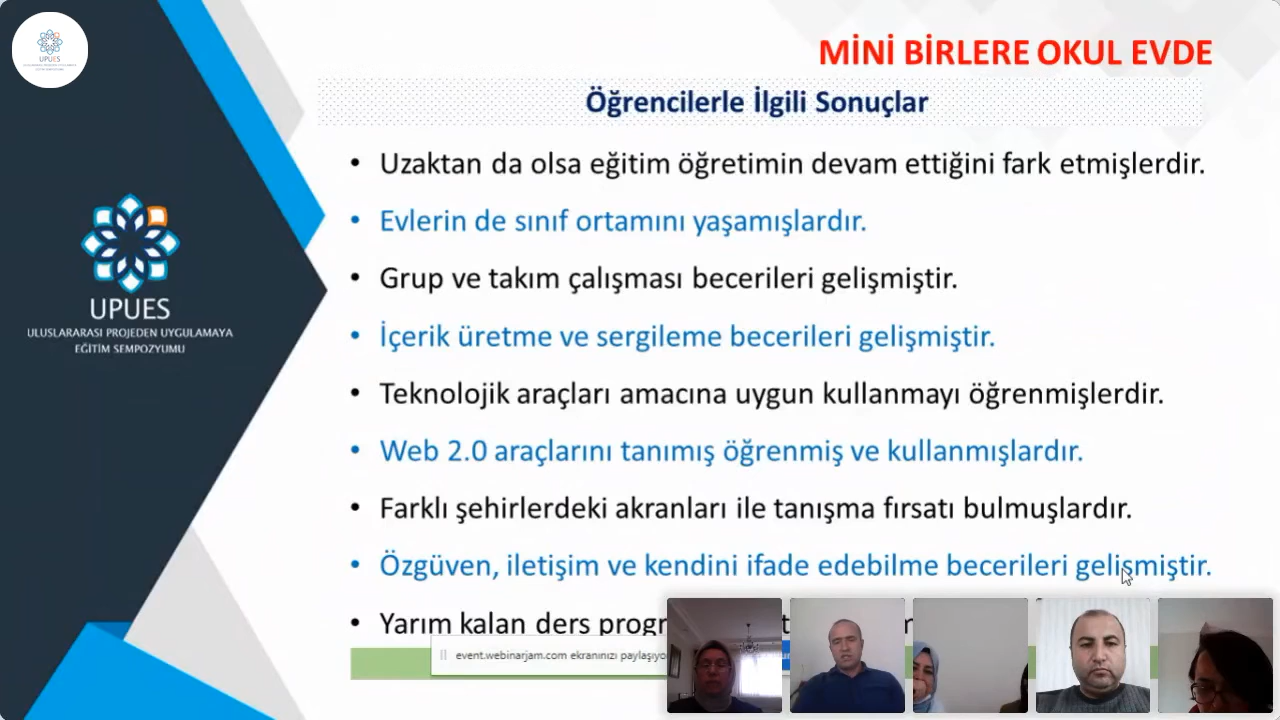 UPUES
MİNİ BİRLERE OKUL EVDE
Öğrencilerle İlgili Sonuçlar
• Uzaktan da olsa eğitim öğretimin devam ettiğini fark etmişlerdir.
• Evlerin de sınıf ortamını yaşamışlardır.
• Grup ve takım çalışması becerileri gelişmiştir.
• İçerik üretme ve sergileme becerileri gelişmiştir.
• Teknolojik araçları amacına uygun kullanmayı öğrenmişlerdir.
• Web 2.0 araçlarını tanımış öğrenmiş ve kullanmışlardır.
• Farklı şehirlerdeki akranları ile tanışma fırsatı bulmuşlardır.
• Özgüven, iletişim ve kendini ifade edebilme becerileri gelişmiştir.
• Yarım kalan ders
event.webinarjam.com ekranınızı
UPUES
ULUSLARARASI PROJEDEN UYGULAMAYA
EĞİTİM SEMPOZYUMU